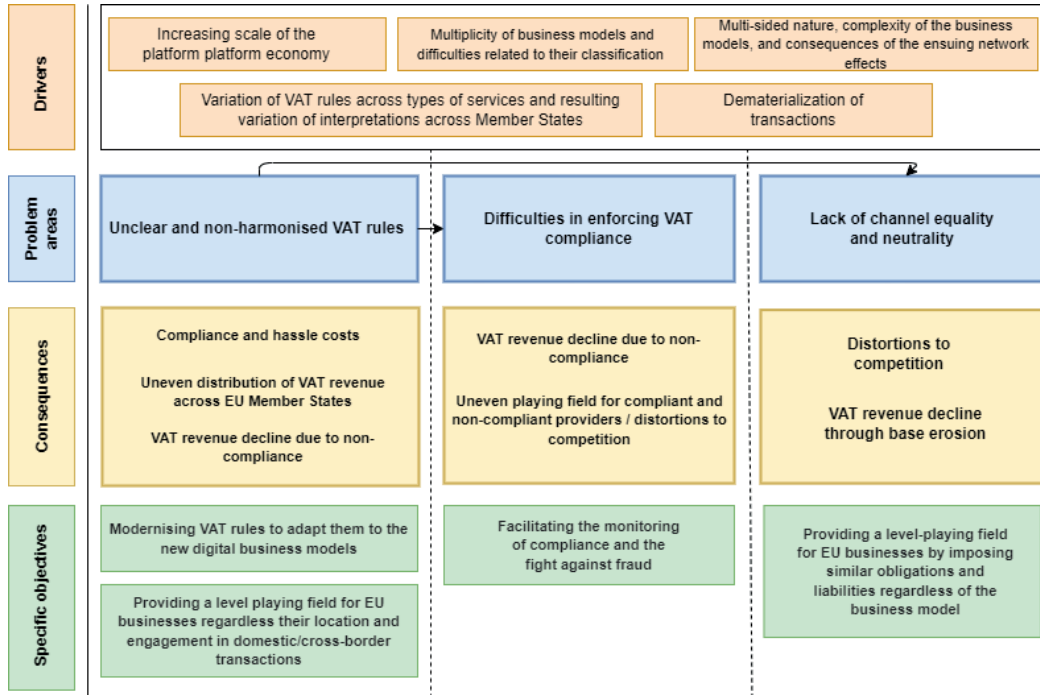 Drivers
Increasing scale of the
platform platform economy
Multiplicity of business models and
difficulties related to their classification
Multi-sided nature, complexity of the business
models, and consequences of the ensuing network
effects
Variation of VAT rules across types of services and resulting
variation of interpretations across Member States
Dematerialization of
transactions
Problem
areas
Unclear and non-harmonised VAT rules
Difficulties in enforcing VAT
compliance
Lack of channel equality
and neutrality
Consequences
Compliance and hassle costs
Uneven distribution of VAT revenue
across EU Member States
VAT revenue decline due to non-
compliance
VAT revenue decline due to non-
compliance
Uneven playing field for compliant and
non-compliant providers / distortions to
competition
Distortions to
competition
VAT revenue decline
through base erosion
Specific objectives
Modernising VAT rules to adapt them to the
new digital business models
Providing a level playing field for EU
businesses regardless their location and
engagement in domestic/cross-border
transactions
Facilitating the monitoring
of compliance and the
fight against fraud
Providing a level-playing field
for EU businesses by imposing
similar obligations and
liabilities regardless of the
business model